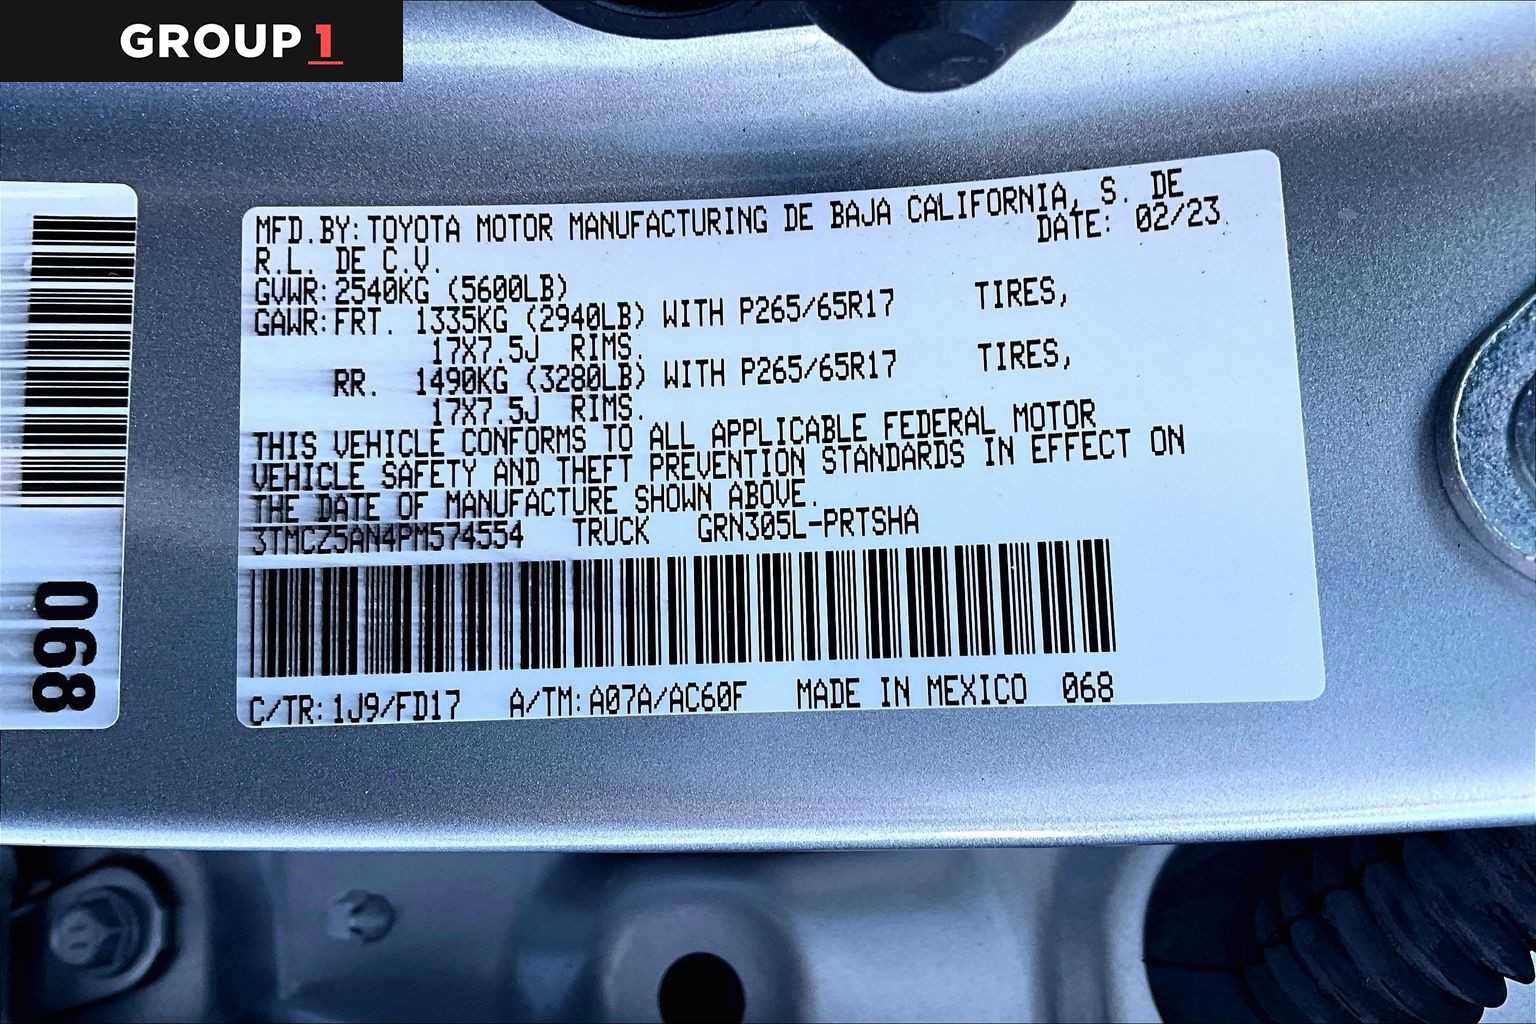 GROUP 1
MFD.BY:TOYOTA MOTOR MANUFACTURING DE BAJA CALIFORNIA, S. DE
R.L. DE C.V. DATE: 02/23
GVWR:2540KG (5600LB)
GAWR:FRT. 1335KG (2940LB) WITH P265/65R17 TIRES,
17X7.5J RIMS.
RR. 1490KG (3280LB) WITH P265/65R17 TIRES,
17X7.5J RIMS.
THIS VEHICLE CONFORMS TO ALL APPLICABLE FEDERAL MOTOR
VEHICLE SAFETY AND THEFT PREVENTION STANDARDS IN EFFECT ON
THE DATE OF MANUFACTURE SHOWN ABOVE.
3TMCZ5AN4PM574554 TRUCK GRN305L-PRTSHA
C/TR:1J9/FD17 A/TM:A07A/AC60F MADE IN MEXICO 068
068